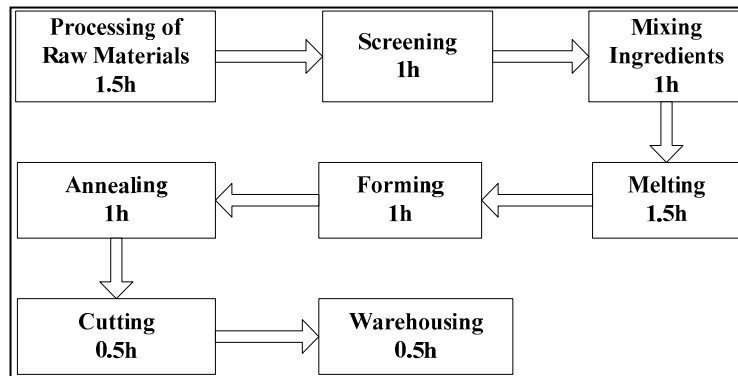 Processing of
Raw Materials
1.5h
Screening
1h
Mixing
Ingredients
1h
Annealing
1h
Forming
1h
Melting
1.5h
Cutting
0.5h
Warehousing
0.5h